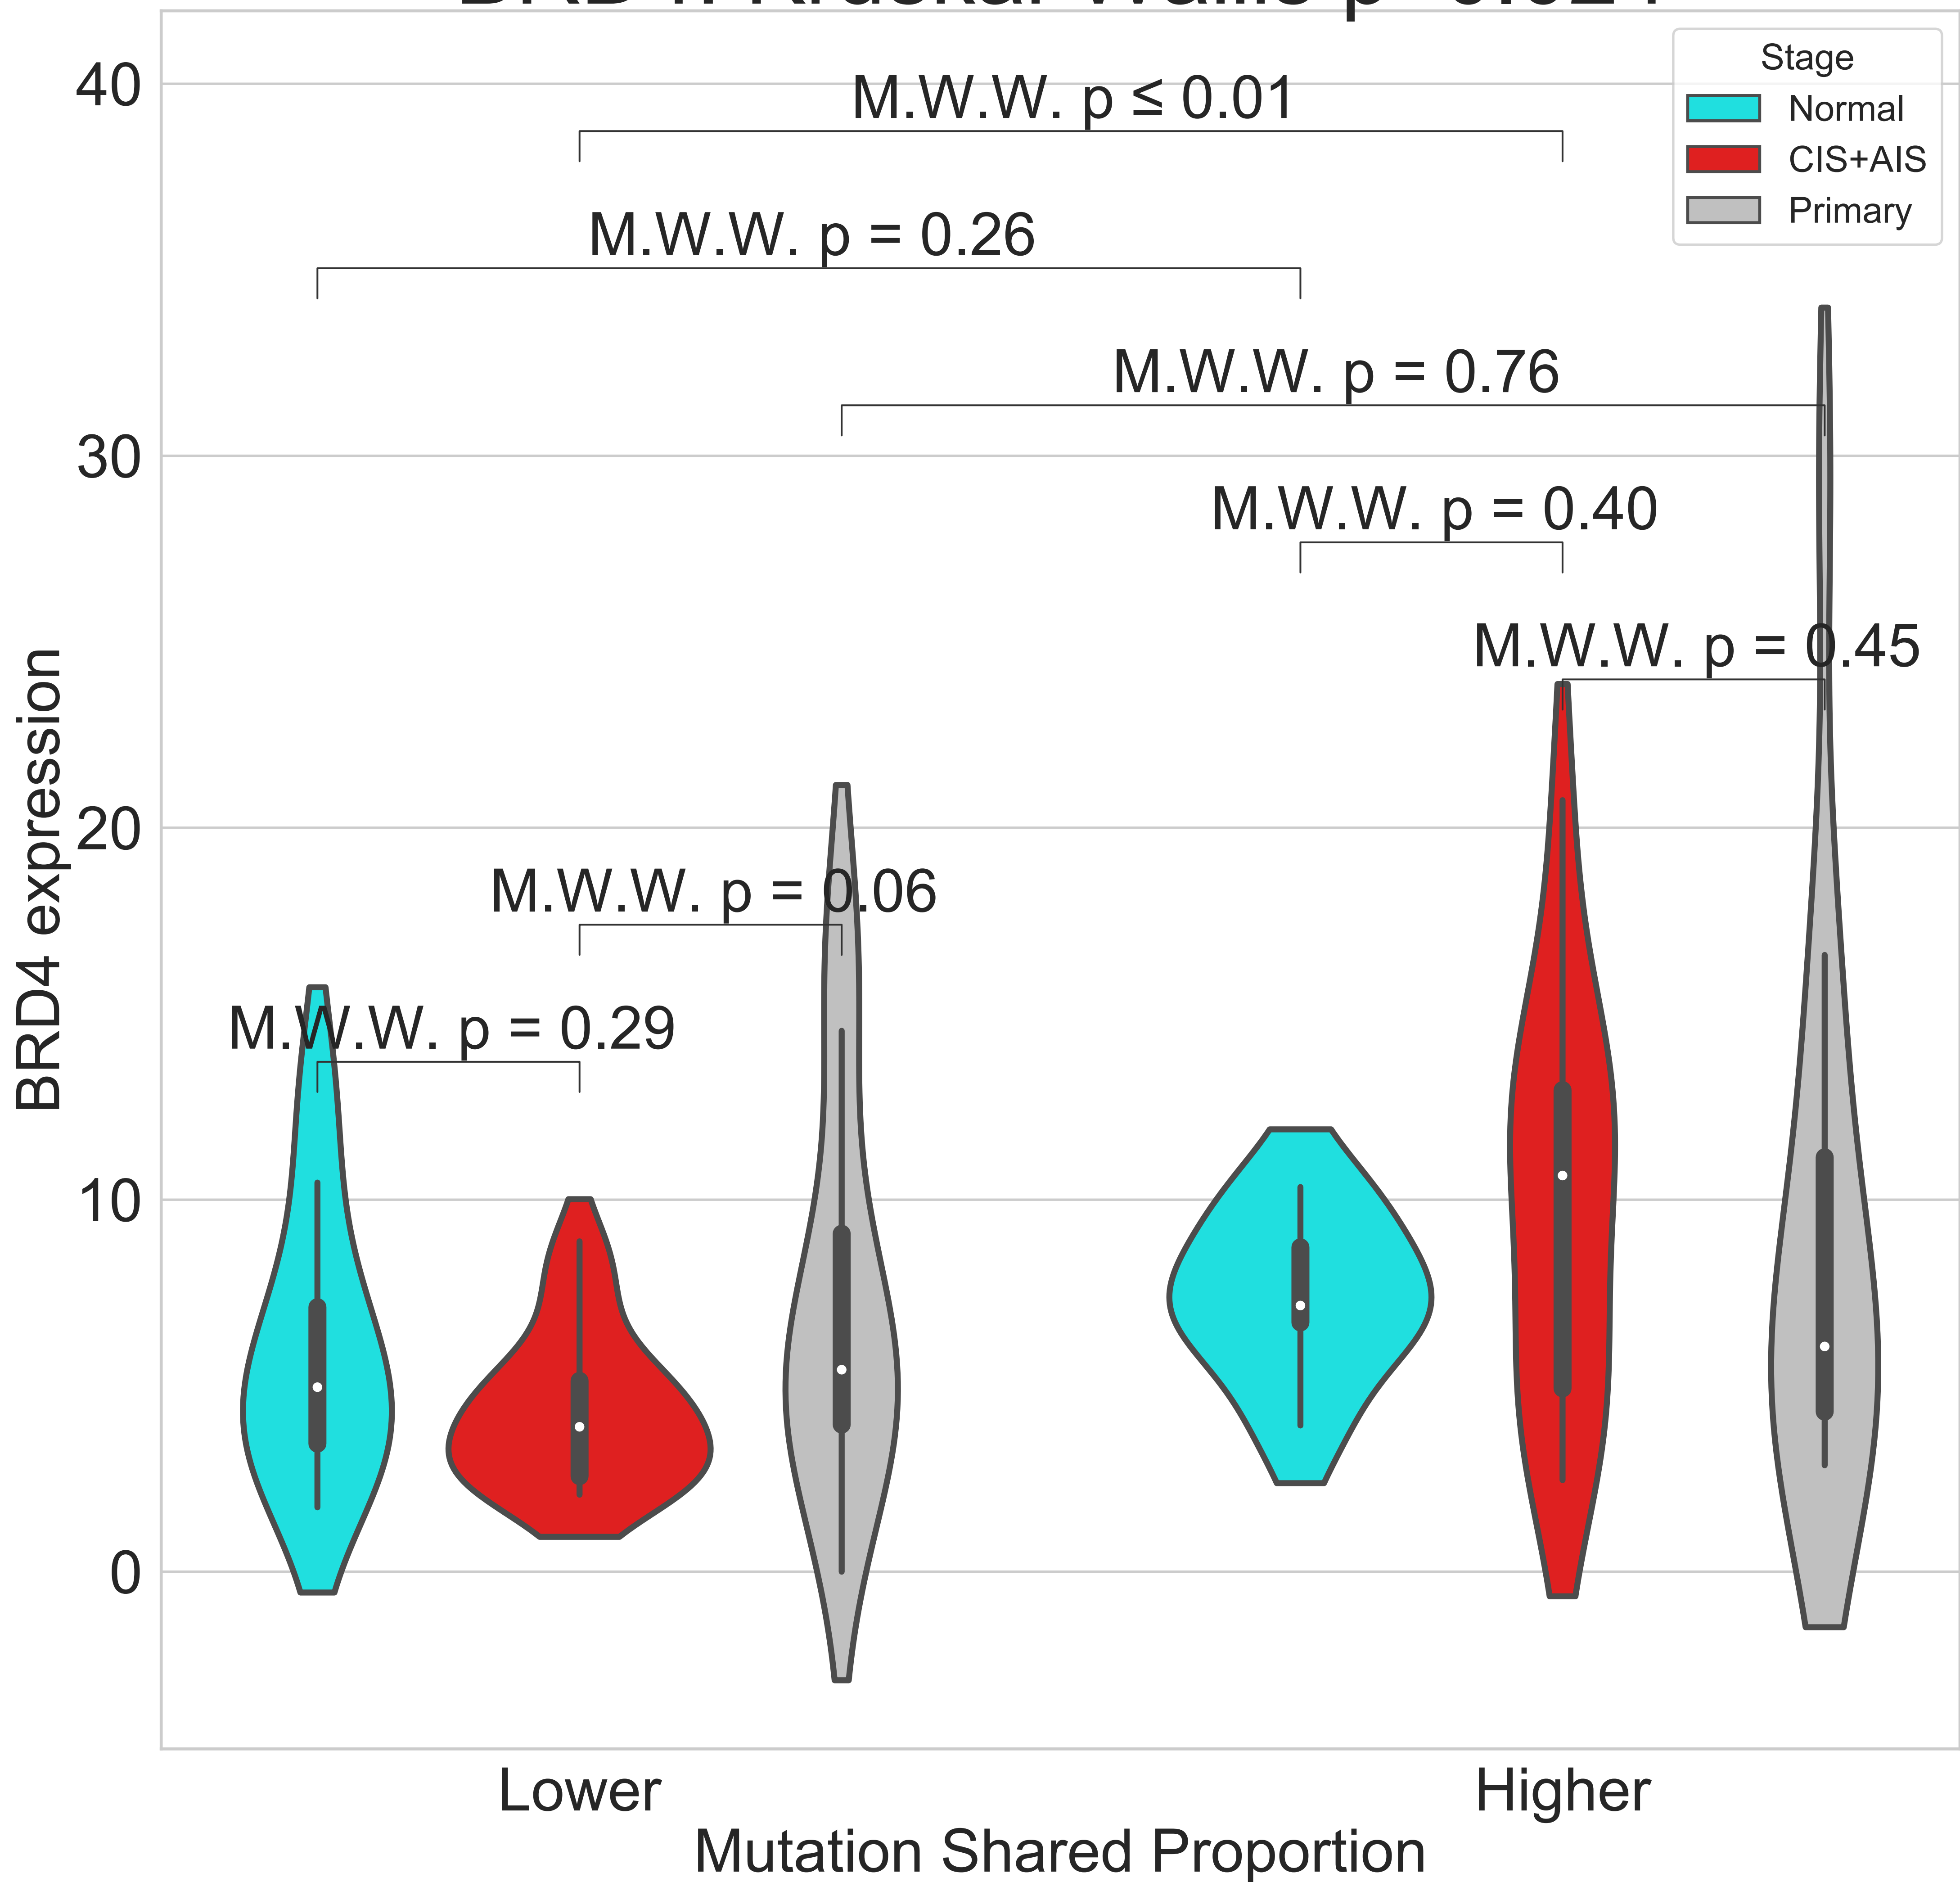 Stage
Normal
CIS+AIS
Primary
40
30
20
10
0
BRD4 expression
M.W.W. p ≤ 0.01
M.W.W. p = 0.26
M.W.W. p = 0.76
M.W.W. p = 0.40
M.W.W. p = 0.45
M.W.W. p = 0.06
M.W.W. p = 0.29
Lower
Higher
Mutation Shared Proportion